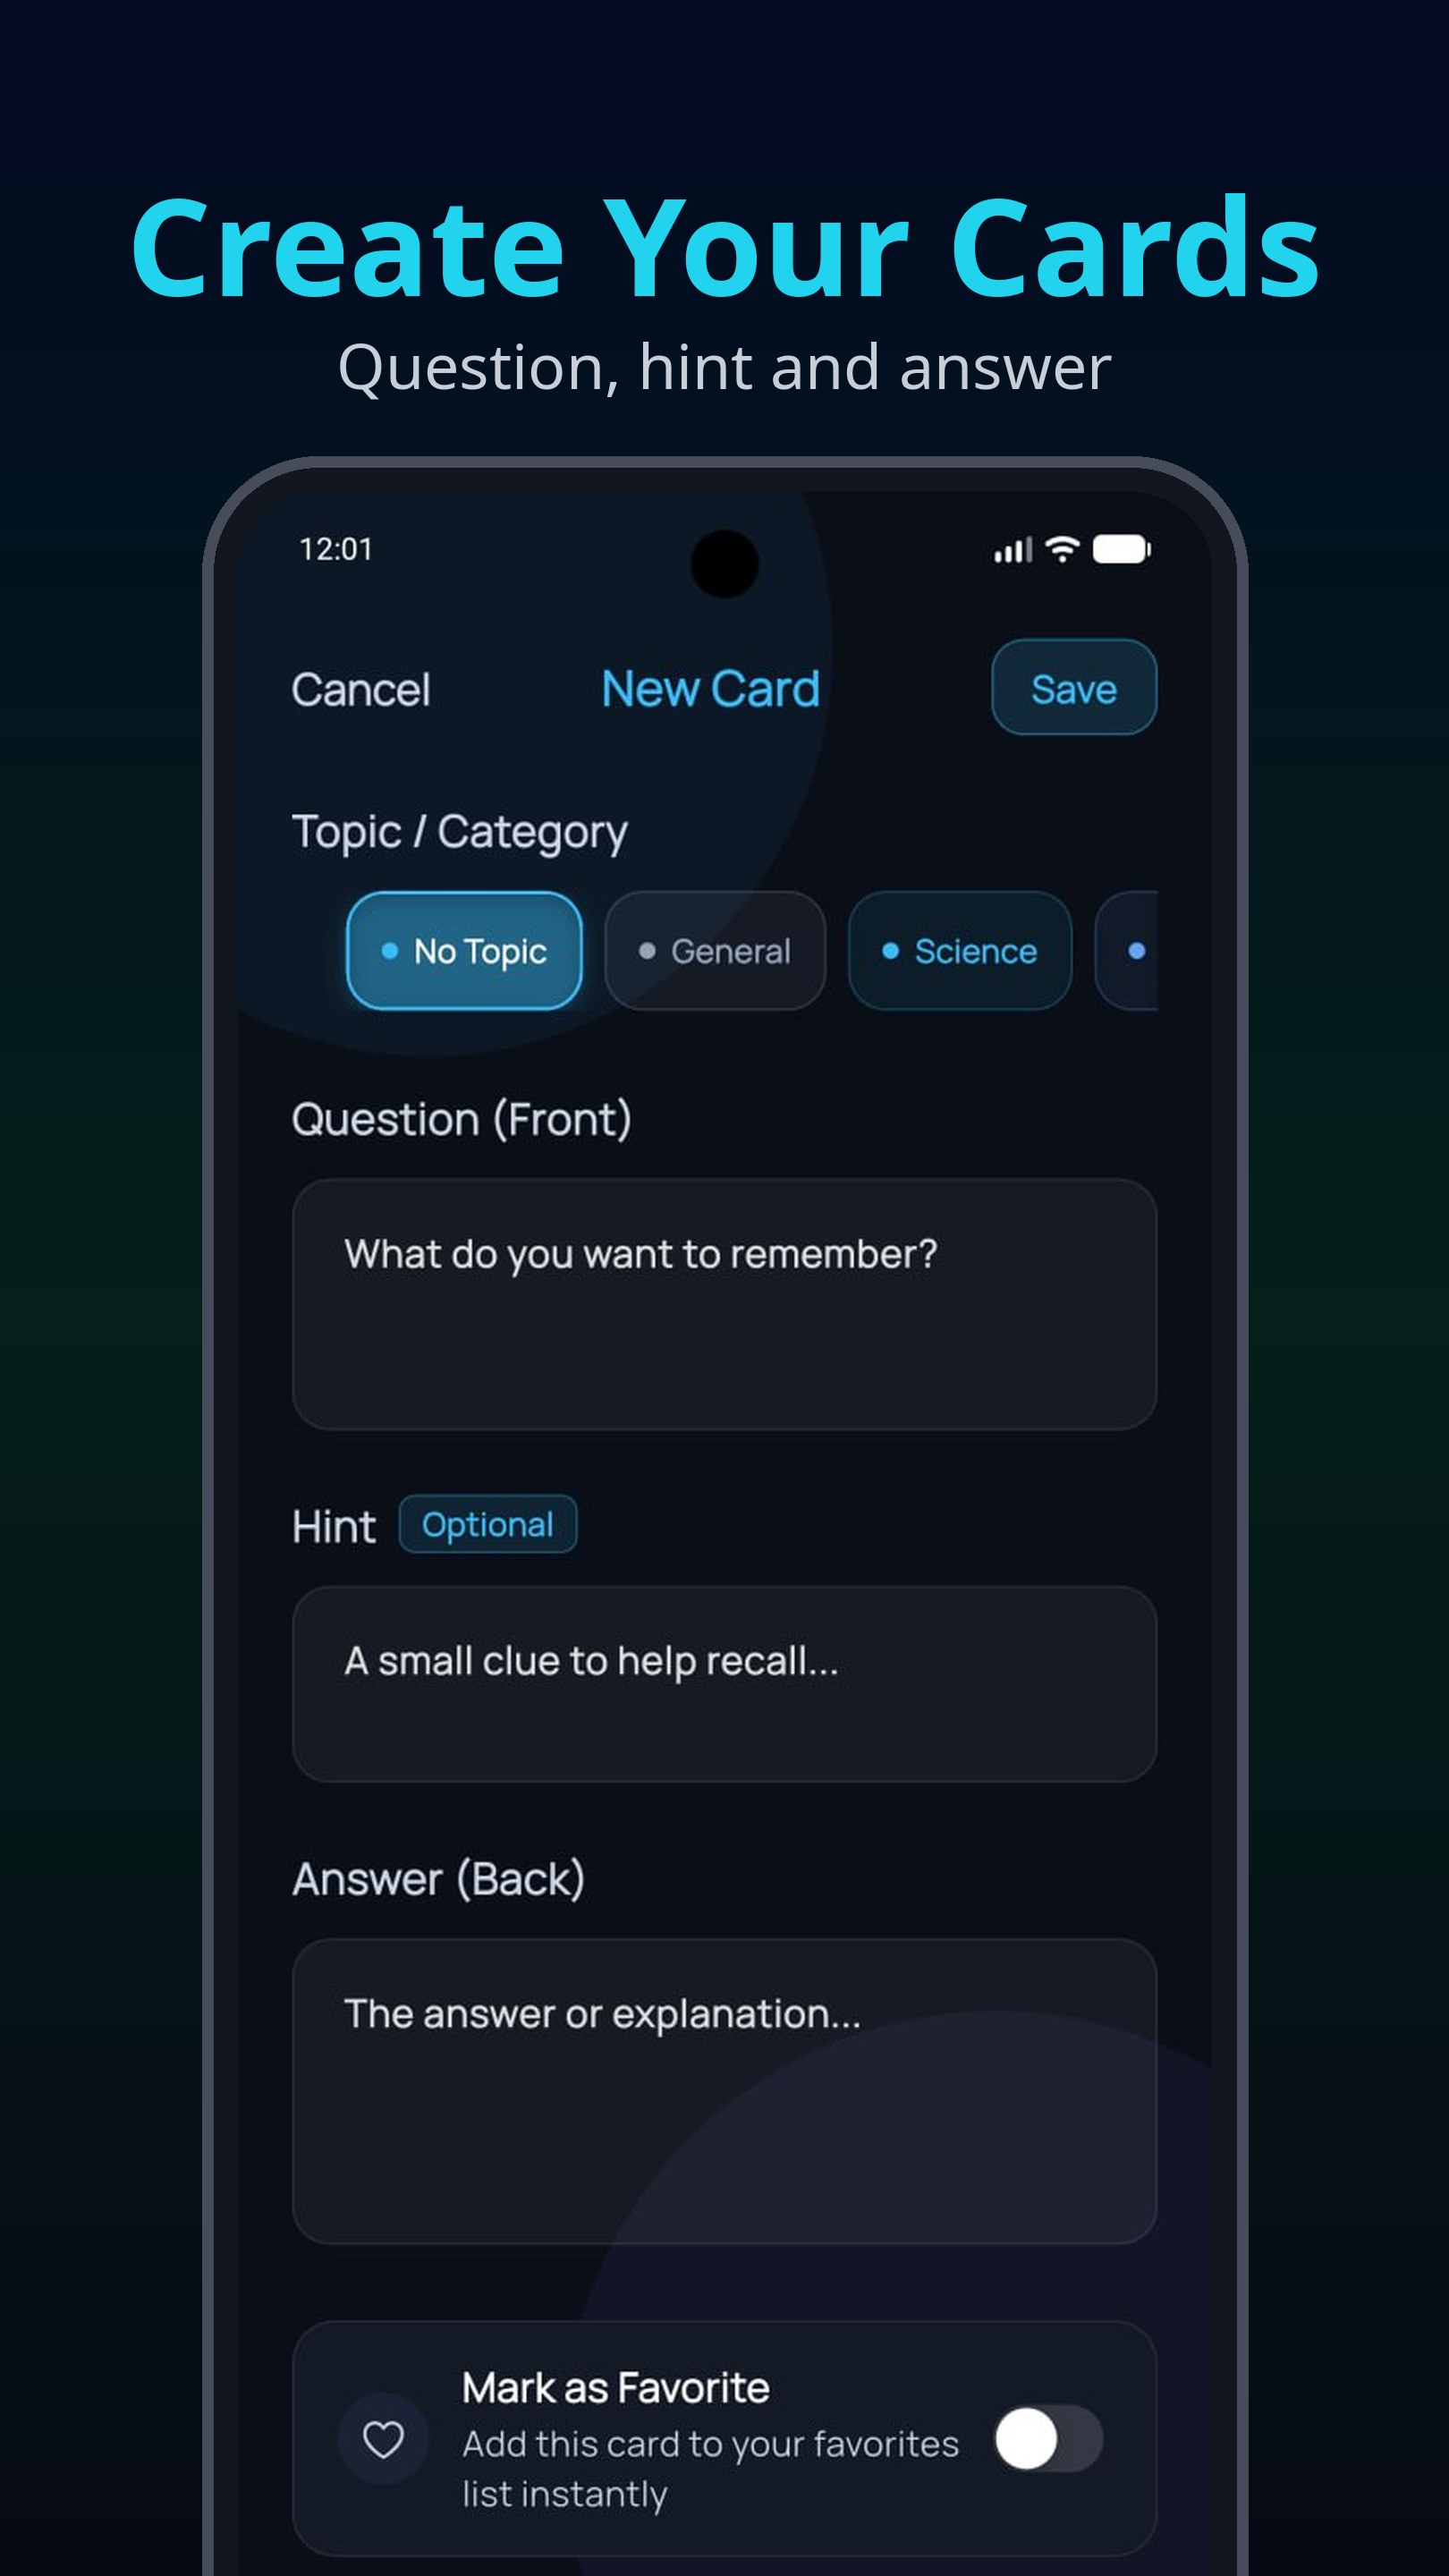 Create Your Cards
Question, hint and answer
12:01
Cancel
New Card
Save
Topic / Category
No Topic
General
Science
Question (Front)
What do you want to remember?
Hint
Optional
A small clue to help recall...
Answer (Back)
The answer or explanation...
Mark as Favorite
Add this card to your favorites
list instantly